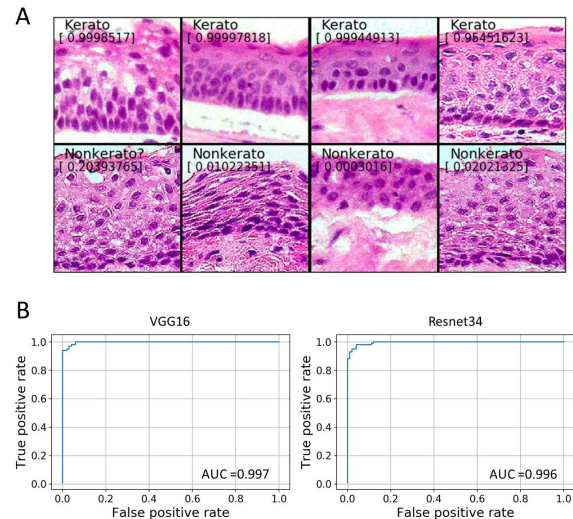 A
Kerato
[ 0.9998517]
Kerato
[ 0.99997818]
Kerato
[ 0.99944913]
Kerato
[ 0.95451623]
Nonkerato?
[ 0.20393765]
Nonkerato
[ 0.01022351]
Nonkerato
[ 0.0003016]
Nonkerato
[ 0.02021325]
B
VGG16
True positive rate
1.0
0.8
0.6
0.4
0.2
0.0
AUC =0.997
0.0 0.2 0.4 0.6 0.8 1.0
False positive rate
Resnet34
True positive rate
1.0
0.8
0.6
0.4
0.2
0.0
AUC =0.996
0.0 0.2 0.4 0.6 0.8 1.0
False positive rate